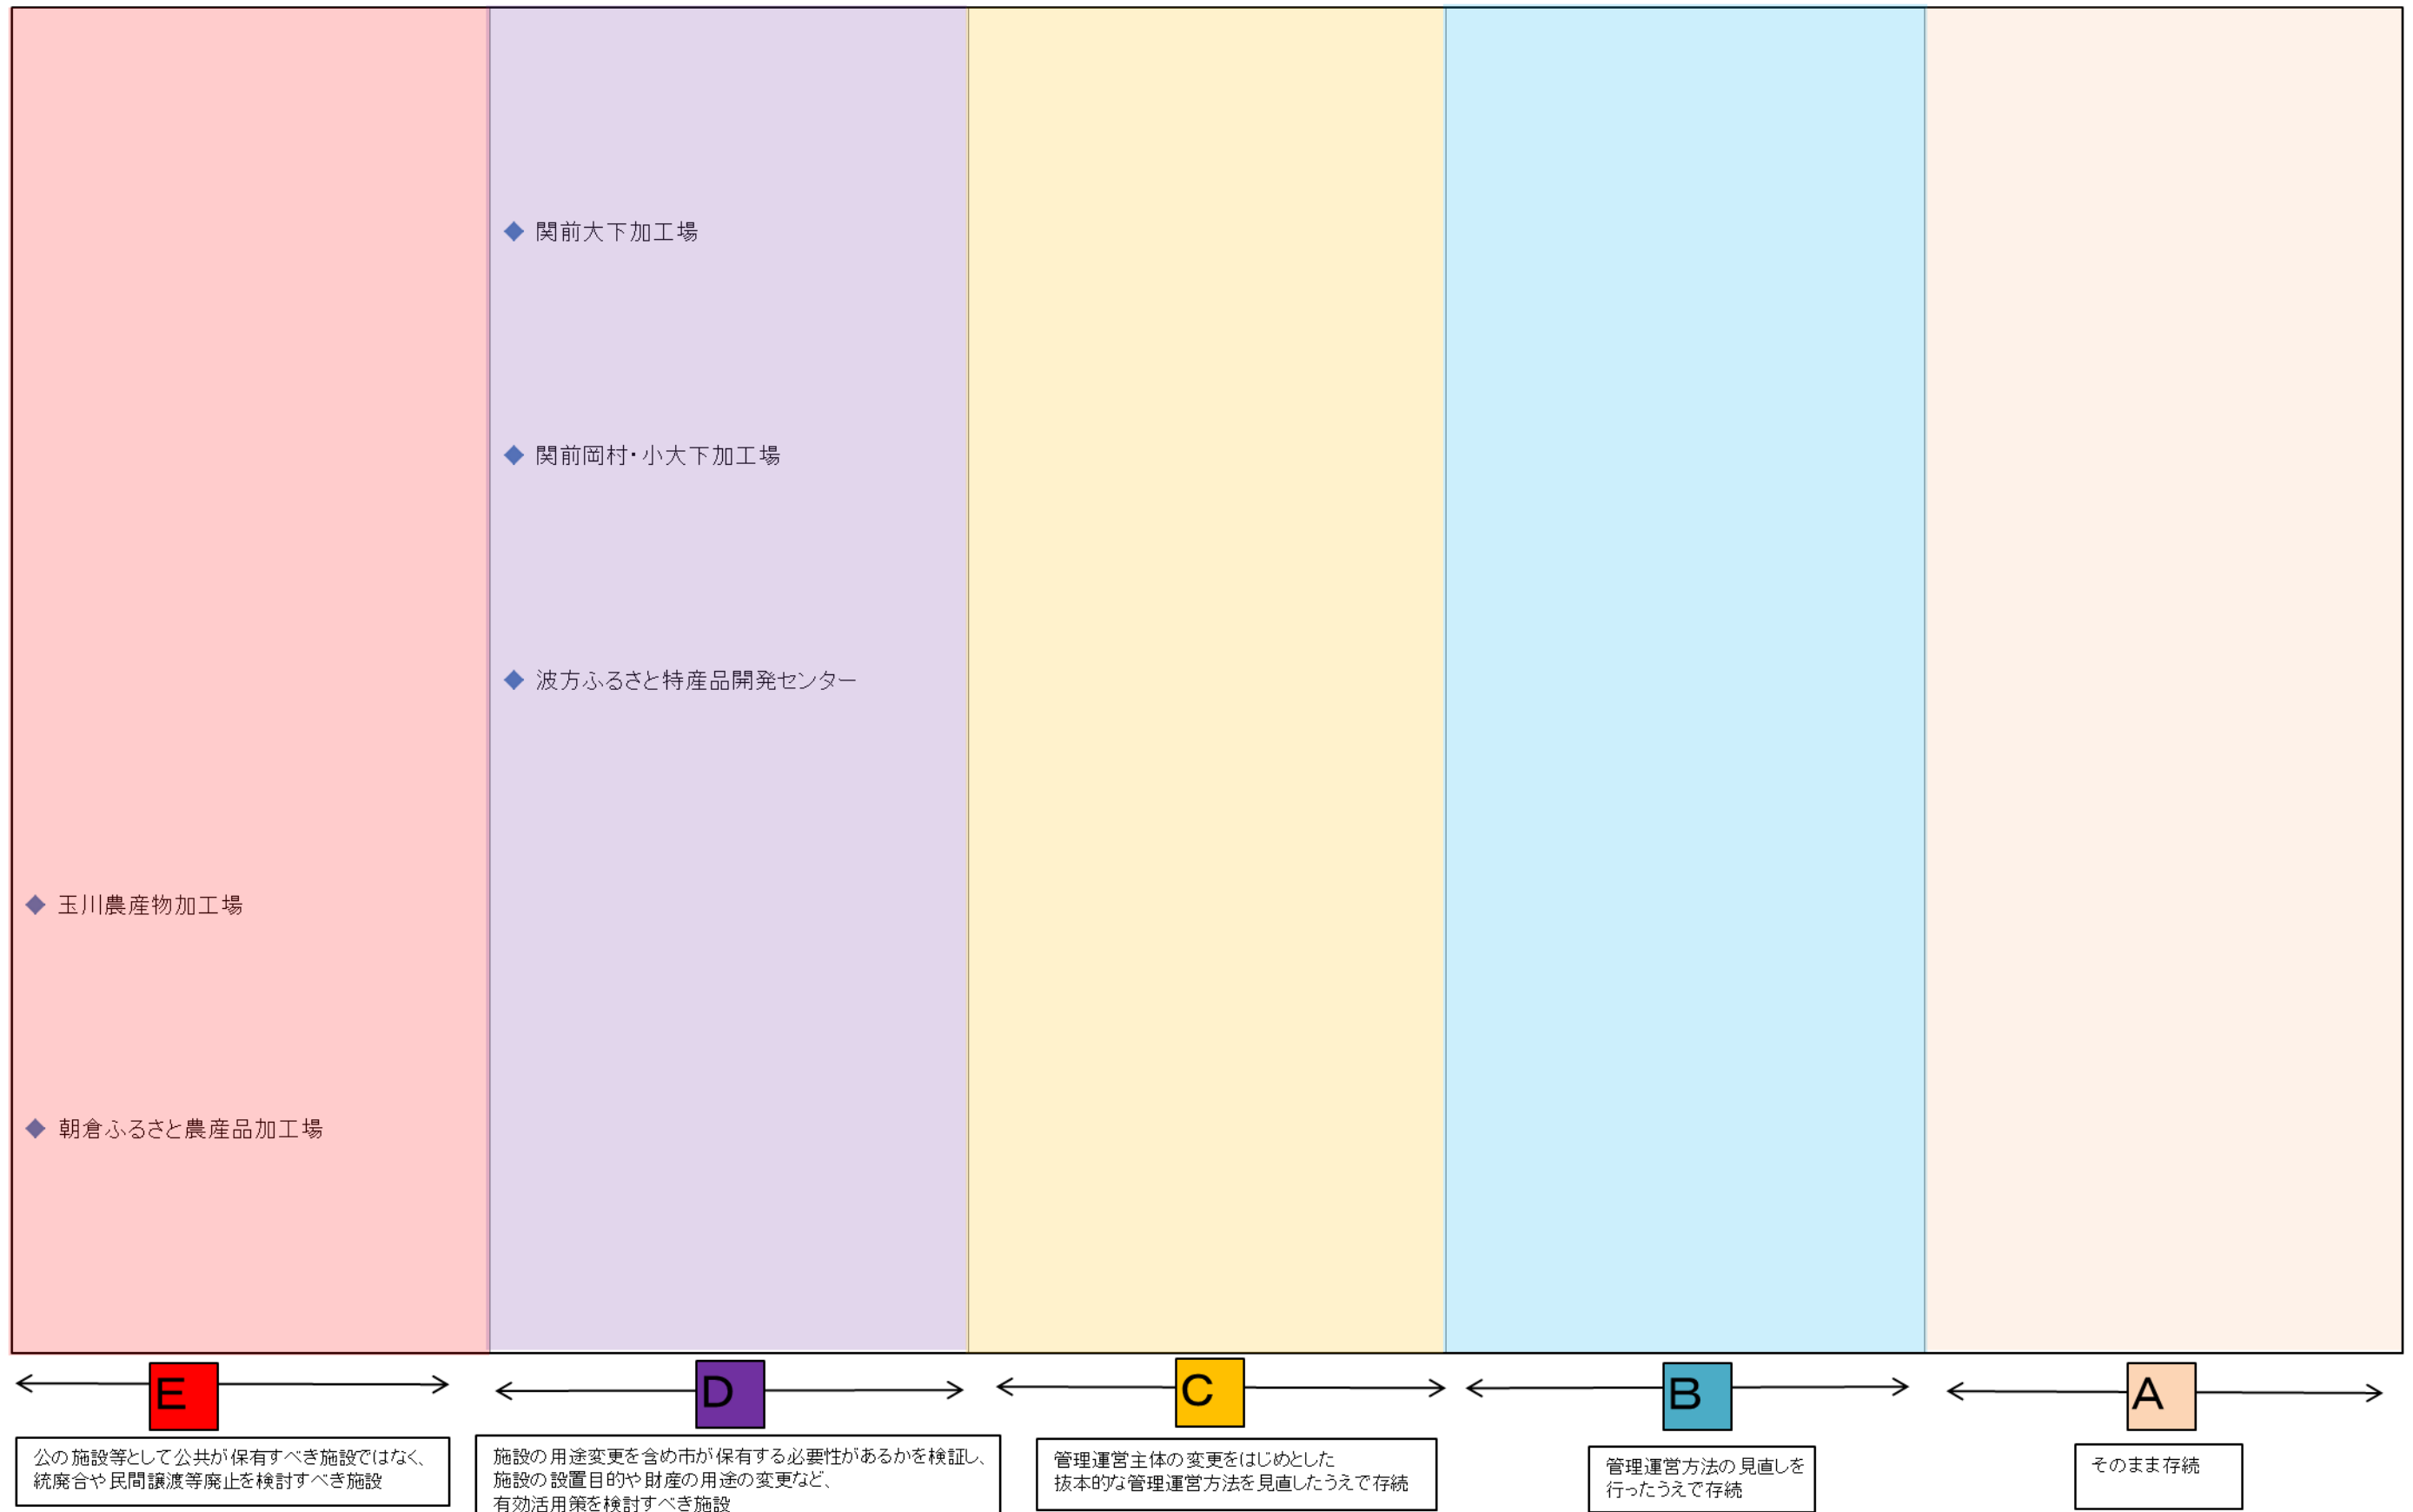 関前大下加工場
関前岡村・小大下加工場
波方ふるさと特産品開発センター
玉川農産物加工場
朝倉ふるさと農産品加工場
E
D
C
B
A
公の施設等として公共が保有すべき施設ではなく、
統廃合や民間譲渡等廃止を検討すべき施設
施設の用途変更を含め市が保有する必要性があるかを検証し、
施設の設置目的や財産の用途の変更など、
有効活用策を検討すべき施設
管理運営主体の変更をはじめとした
抜本的な管理運営方法を見直したうえで存続
管理運営方法の見直しを
行ったうえで存続
そのまま存続